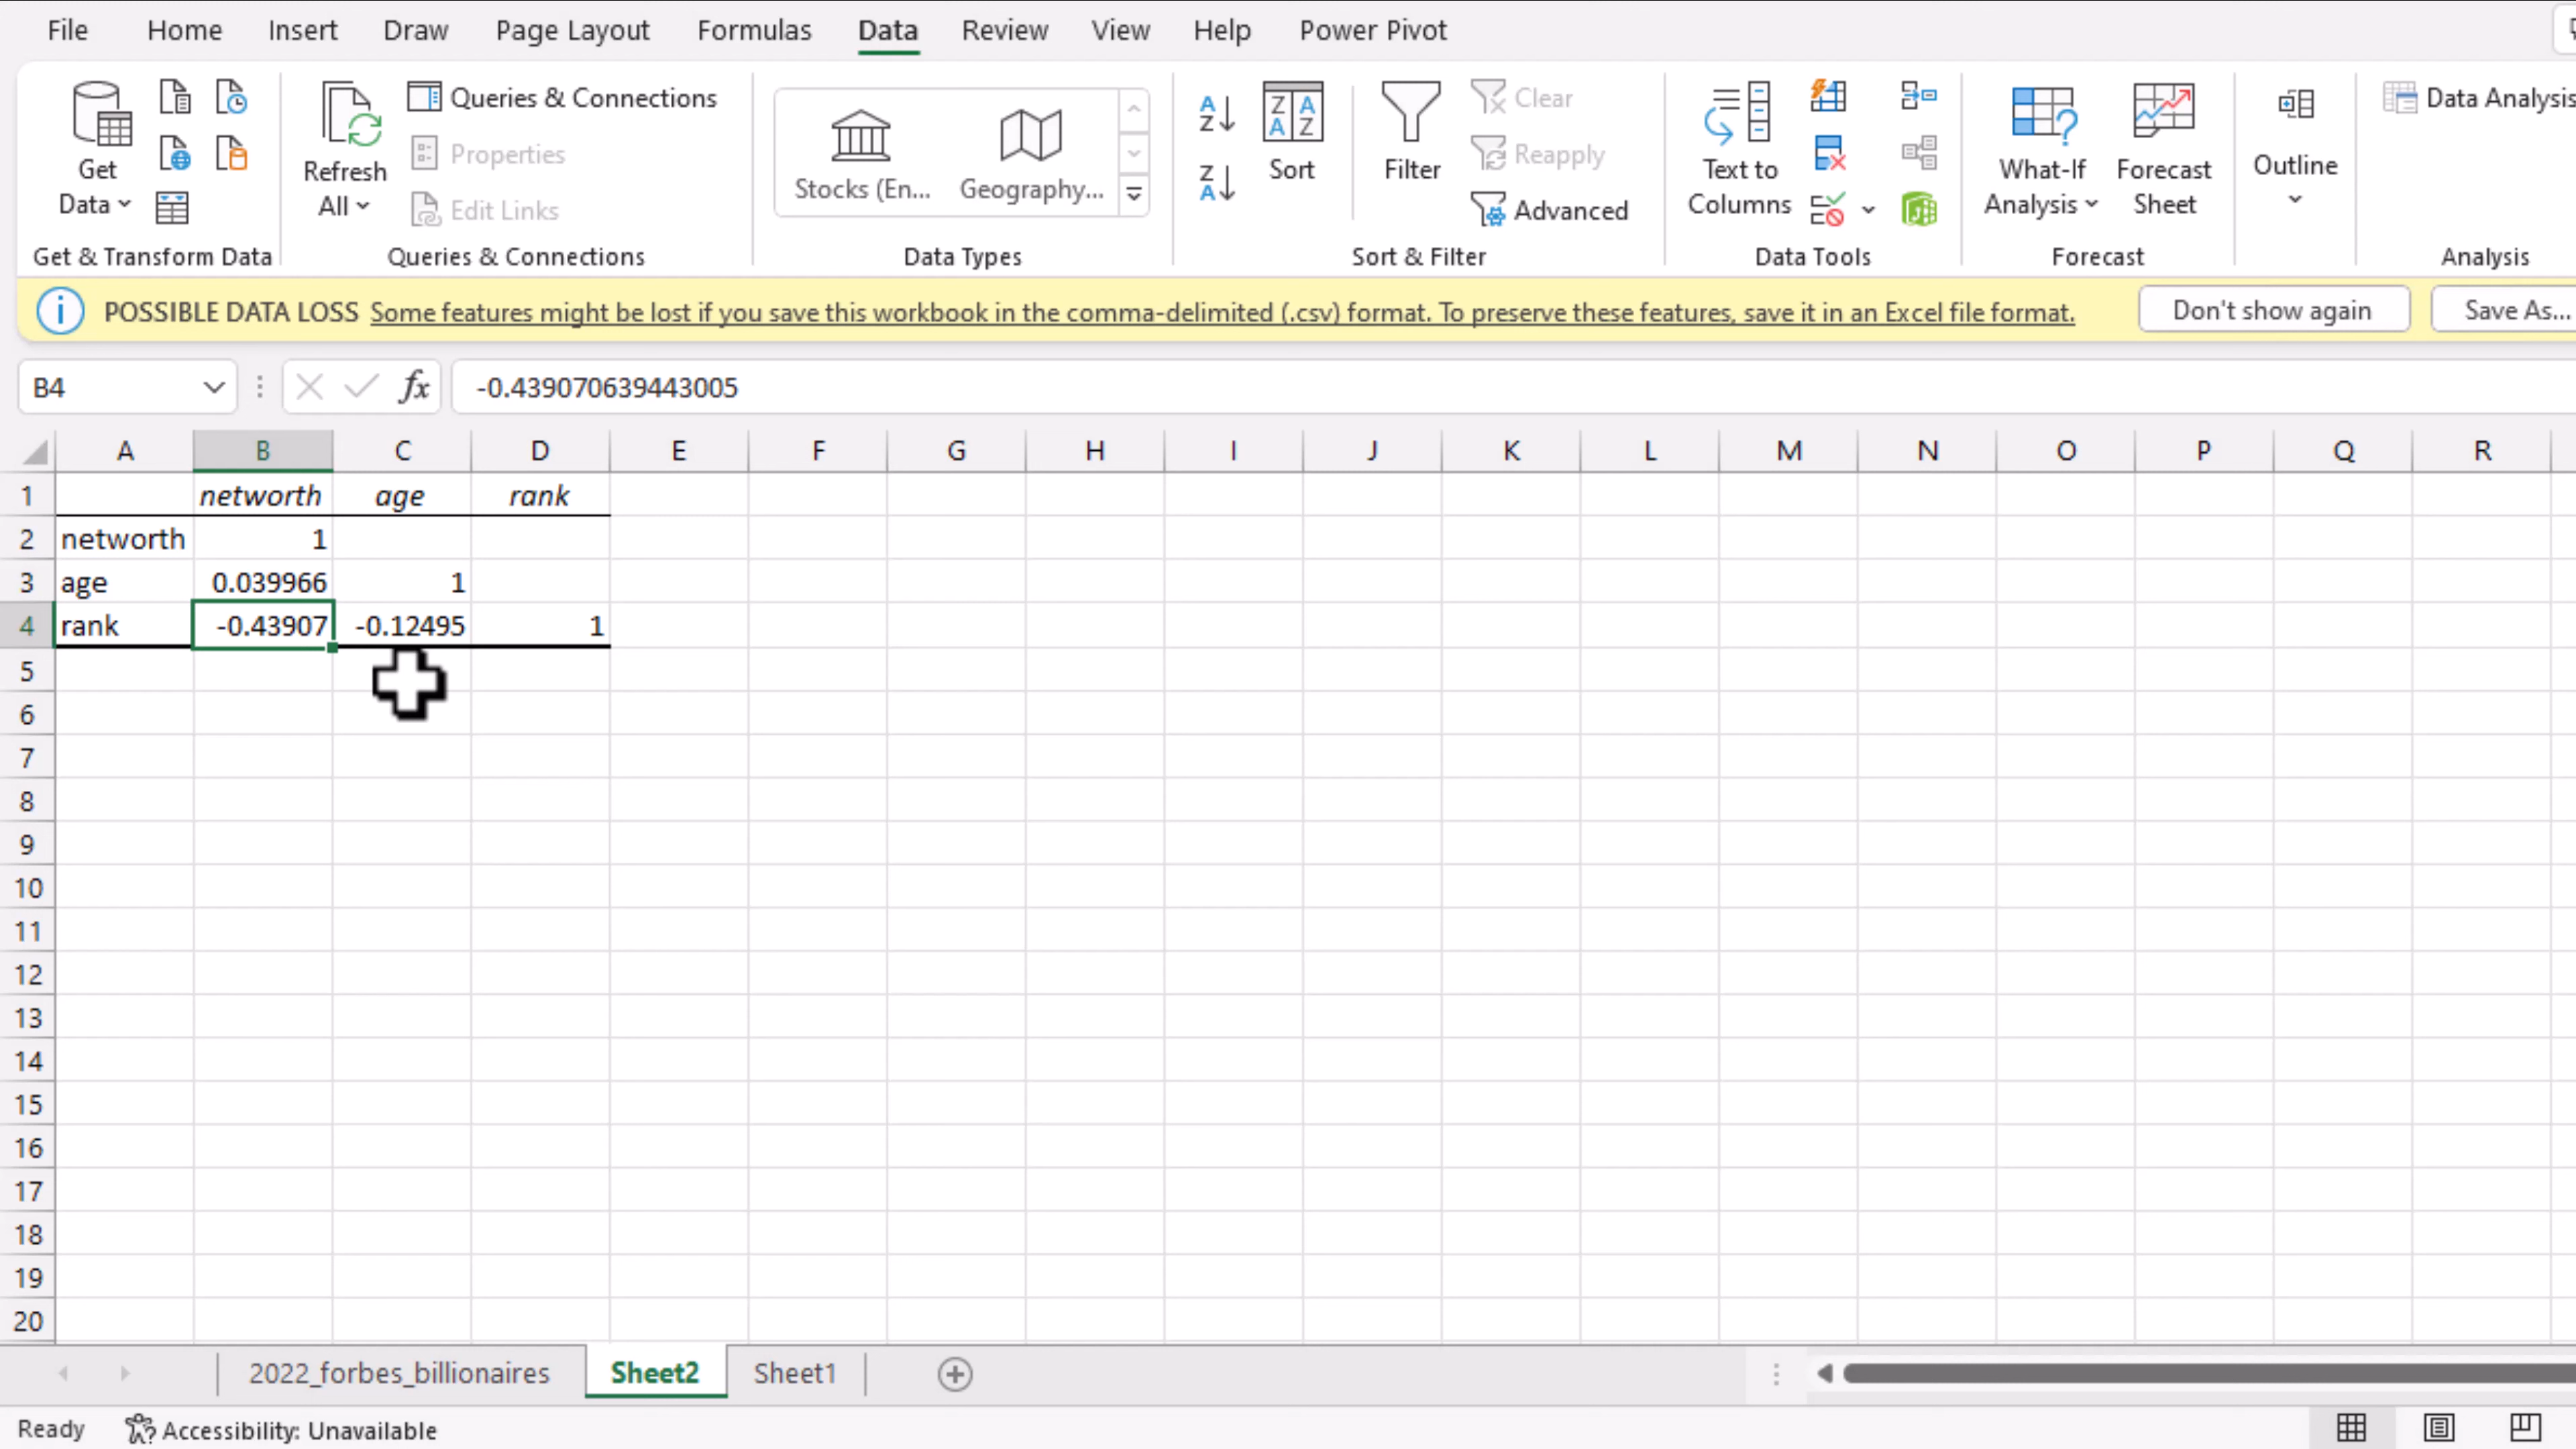 File Home Insert Draw Page Layout Formulas Data Review View Help Power Pivot
Get Data
Refresh All
Queries & Connections
Properties
Edit Links
Stocks (En... Geography...
Sort
Filter
Clear
Reapply
Advanced
Text to Columns
What-If Analysis
Forecast Sheet
Outline
Data Analysis
Get & Transform Data Queries & Connections Data Types Sort & Filter Data Tools Forecast Analysis
POSSIBLE DATA LOSS Some features might be lost if you save this workbook in the comma-delimited (.csv) format. To preserve these features, save it in an Excel file format. Don't show again Save As...
B4 fx -0.439070639443005
A B C D E F G H I J K L M N O P Q R
1 networth age rank
2 networth 1
3 age 0.039966 1
4 rank -0.43907 -0.12495 1
5
6
7
8
9
10
11
12
13
14
15
16
17
18
19
20
2022_forbes_billionaires Sheet2 Sheet1
Ready Accessibility: Unavailable